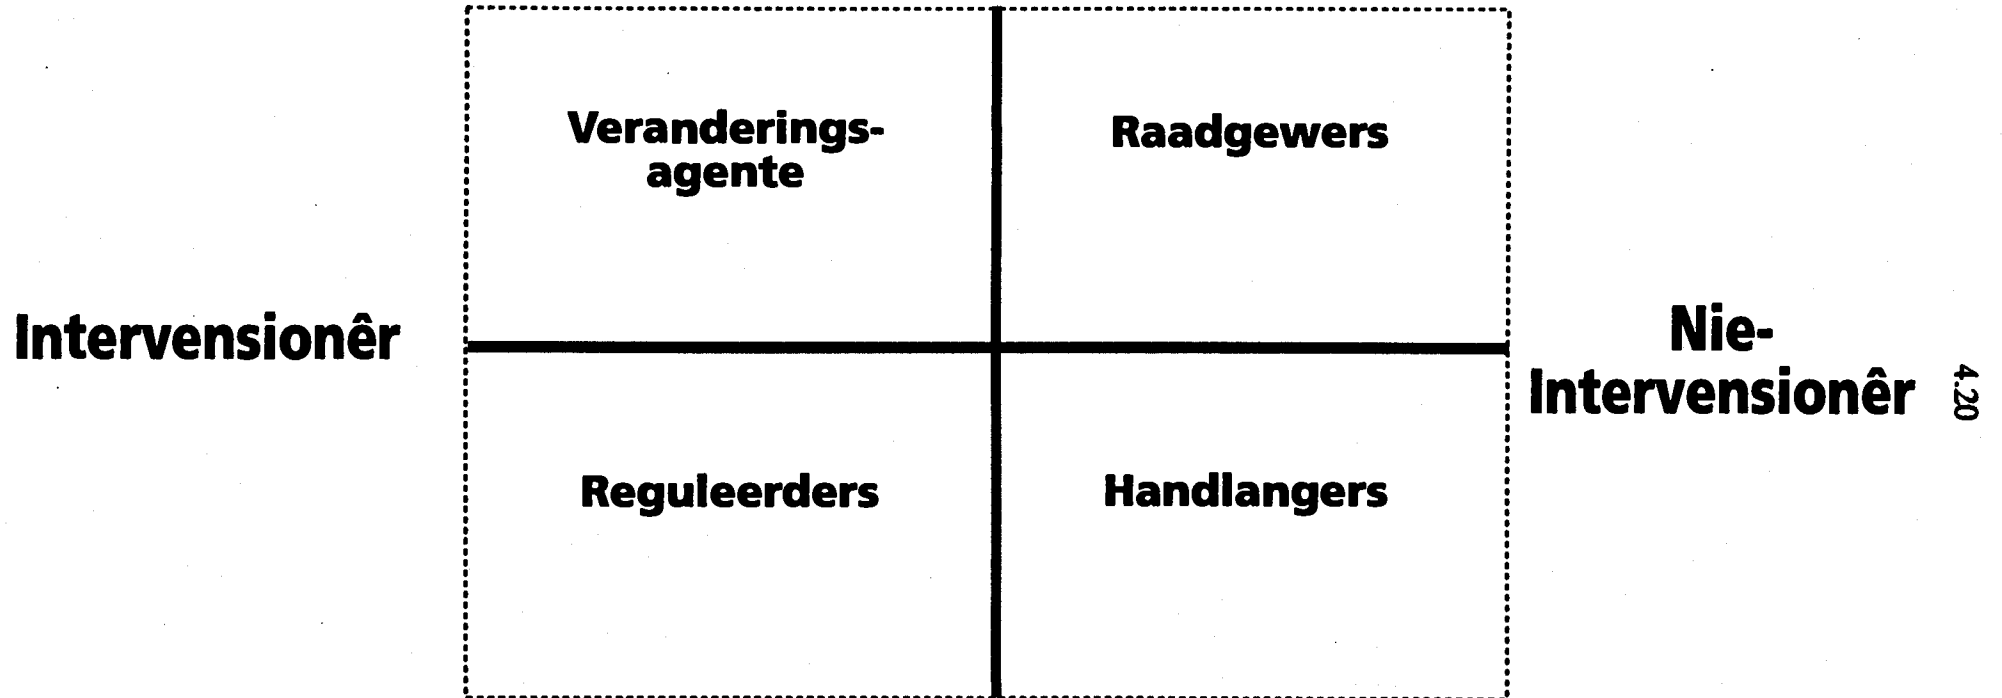 Veranderings-
agente
Raadgewers
Intervensionêr
Nie-
Intervensionêr
4.20
Reguleerders
Handlangers